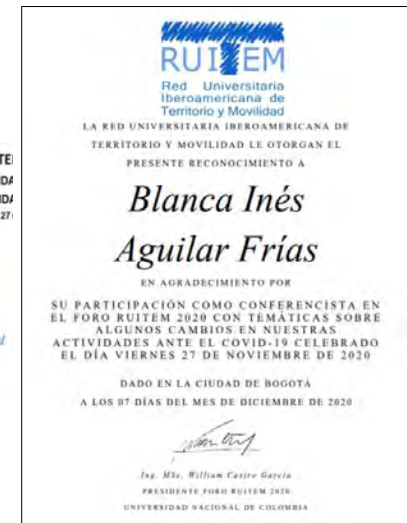 RUITEM
Red Universitaria
Iberoamericana de
Territorio y Movilidad
LA RED UNIVERSITARIA IBEROAMERICANA DE
TERRITORIO Y MOVILIDAD LE OTORGAN EL
PRESENTE RECONOCIMIENTO A
Blanca Inés
Aguilar Frías
EN AGRADECIMIENTO POR
SU PARTICIPACIÓN COMO CONFERENCISTA EN
EL FORO RUITEM 2020 CON TEMÁTICAS SOBRE
ALGUNOS CAMBIOS EN NUESTRAS
ACTIVIDADES ANTE EL COVID-19 CELEBRADO
EL DÍA VIERNES 27 DE NOVIEMBRE DE 2020
DADO EN LA CIUDAD DE BOGOTÁ
A LOS 07 DÍAS DEL MES DE DICIEMBRE DE 2020
Ing. MSc. William Castro García
PRESIDENTE FORO RUITEM 2020
UNIVERSIDAD NACIONAL DE COLOMBIA